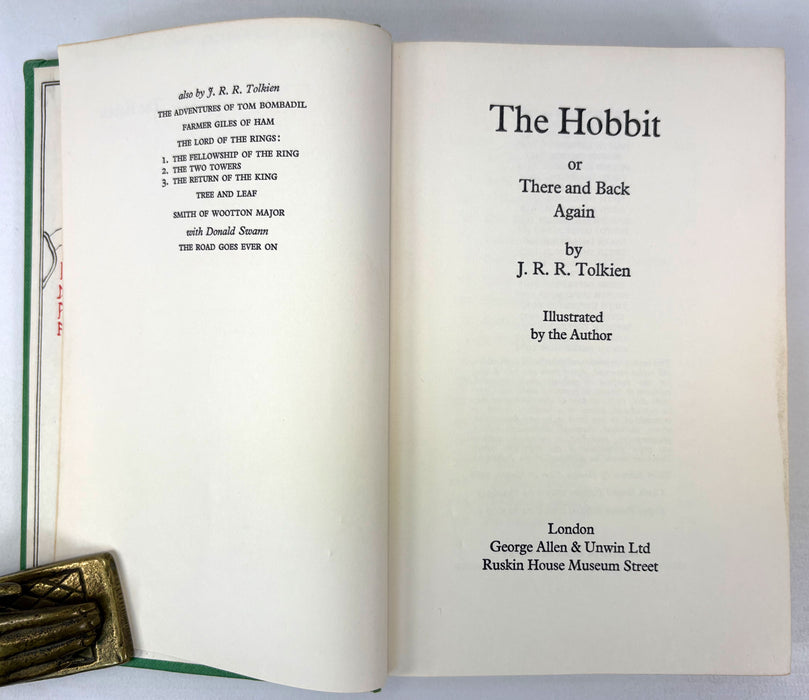 also by J. R. R. Tolkien
THE ADVENTURES OF TOM BOMBADIL
FARMER GILES OF HAM
THE LORD OF THE RINGS:
1. THE FELLOWSHIP OF THE RING
2. THE TWO TOWERS
3. THE RETURN OF THE KING
TREE AND LEAF
SMITH OF WOOTTON MAJOR
with Donald Swann
THE ROAD GOES EVER ON
The Hobbit
or
There and Back
Again
by
J. R. R. Tolkien
Illustrated
by the Author
London
George Allen & Unwin Ltd
Ruskin House Museum Street